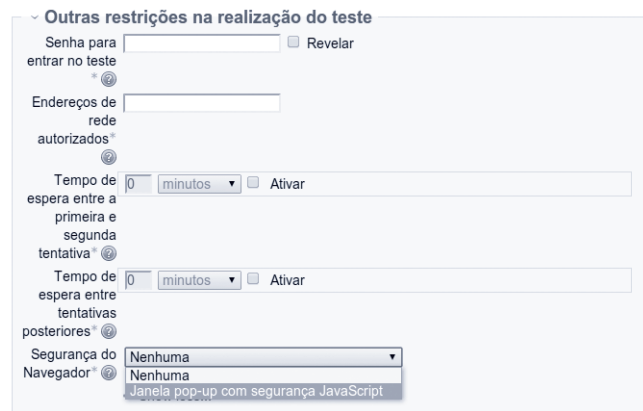 Outras restrições na realização do teste
Senha para entrar no teste * Revelar
Endereços de rede autorizados*
Tempo de espera entre a primeira e segunda tentativa* 0 minutos Ativar
Tempo de espera entre tentativas posteriores* 0 minutos Ativar
Segurança do Navegador* Nenhuma
Nenhuma
Janela pop-up com segurança JavaScript